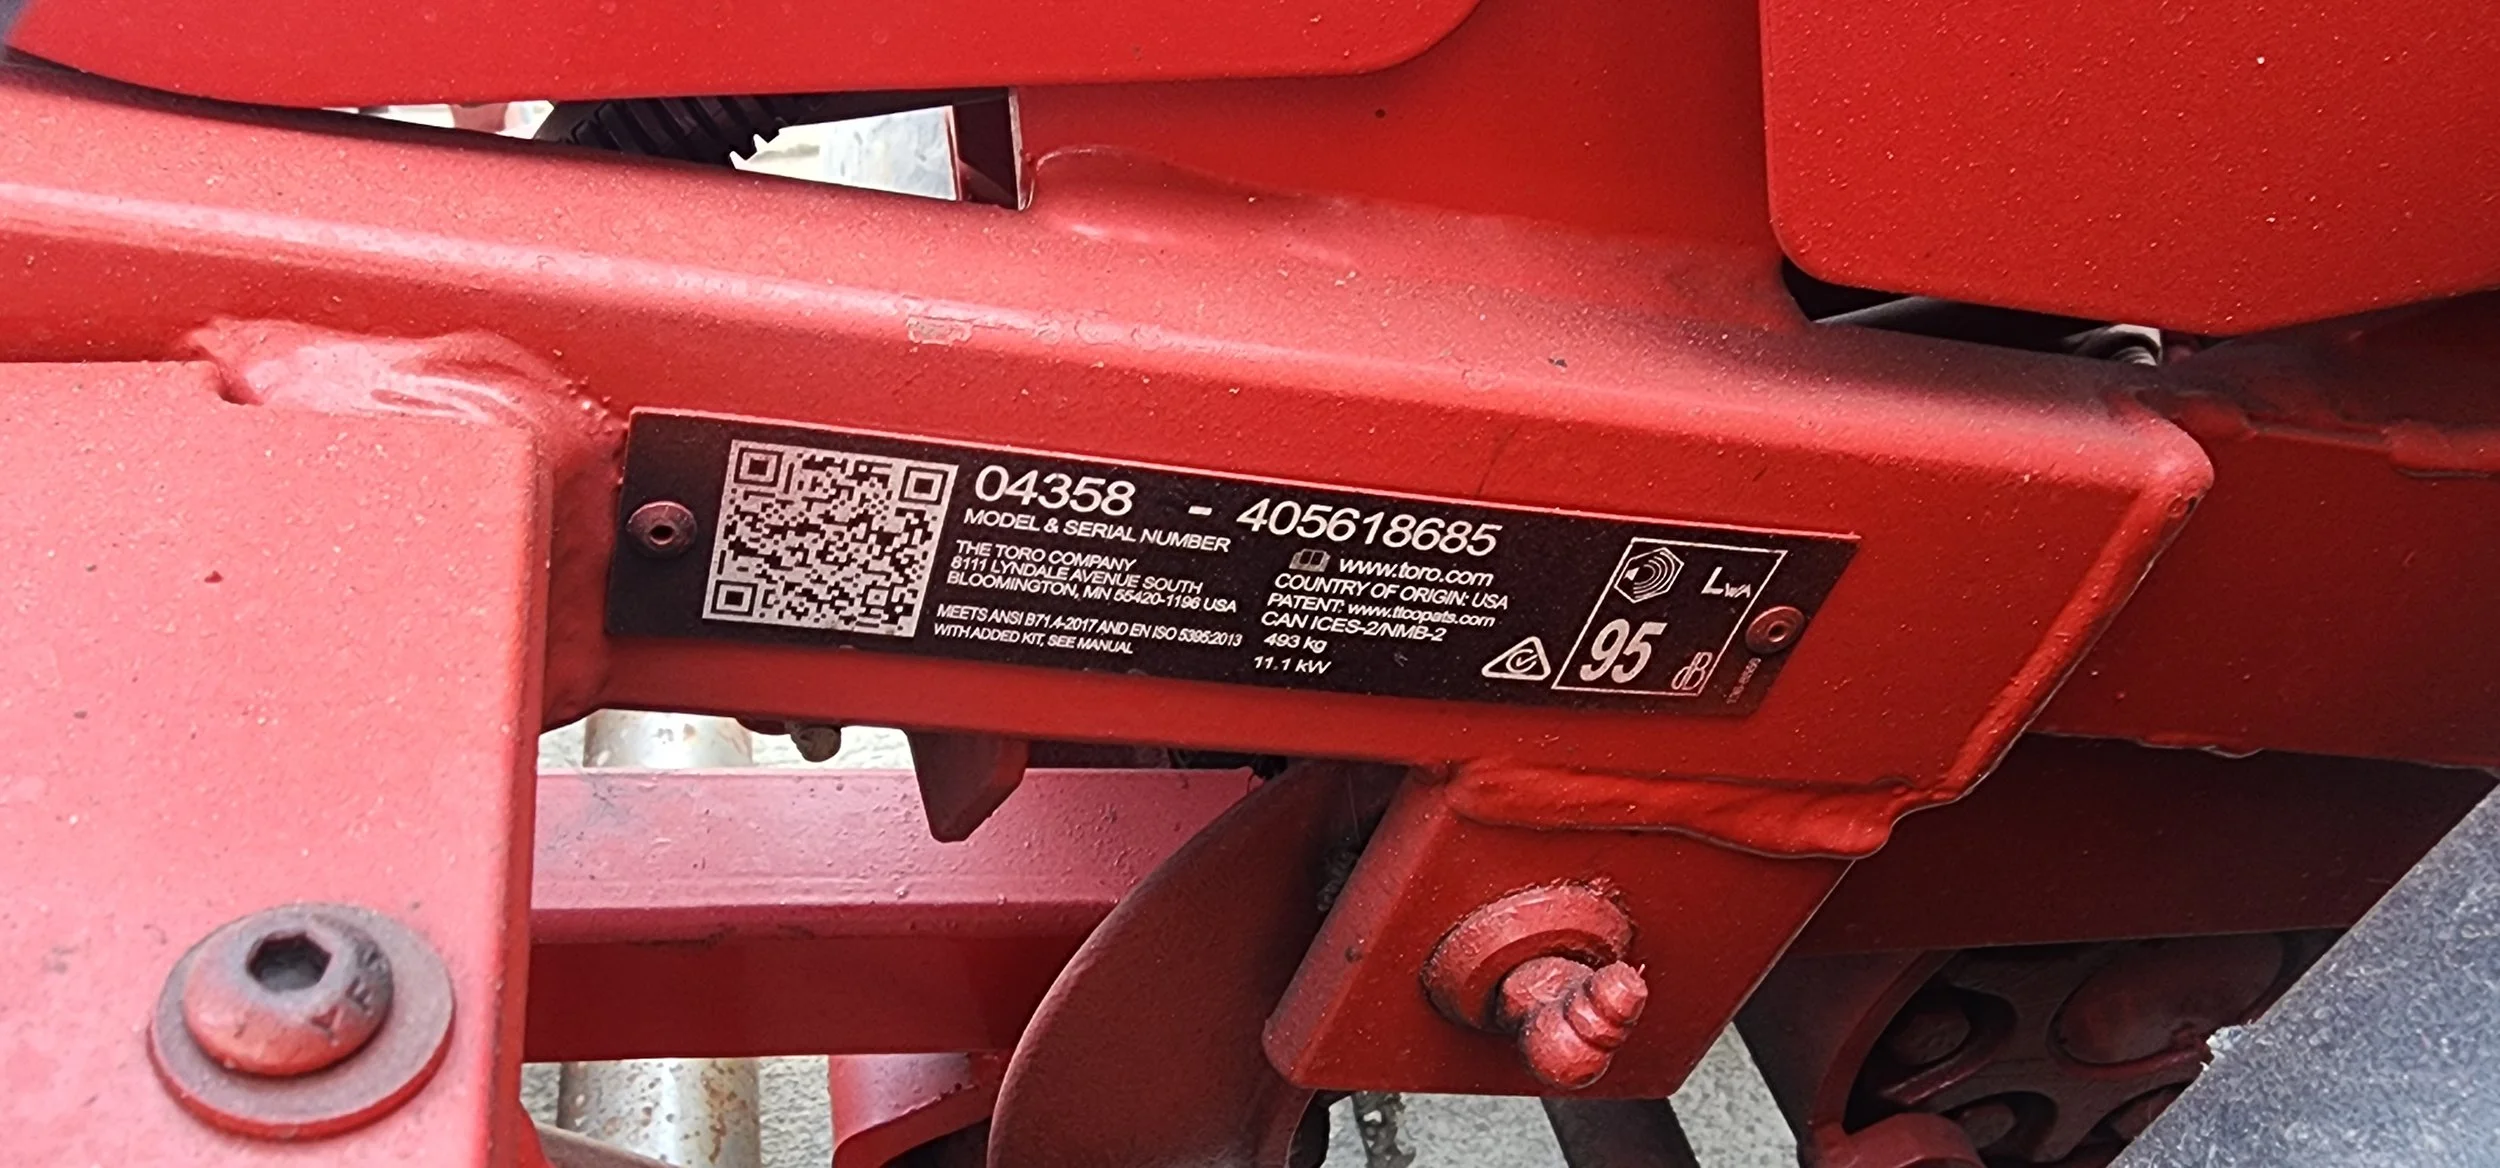 04358 - 405618685
MODEL & SERIAL NUMBER
THE TORO COMPANY
8111 LYNDALE AVENUE SOUTH
BLOOMINGTON, MN 55420-1196 USA
MEETS ANSI B71.4-2017 AND EN ISO 5395:2013
WITH ADDED KIT, SEE MANUAL
www.toro.com
COUNTRY OF ORIGIN: USA
PATENT: www.ttcopats.com
CAN ICES-2/NMB-2
493 kg
11.1 kW
LWA
95 dB